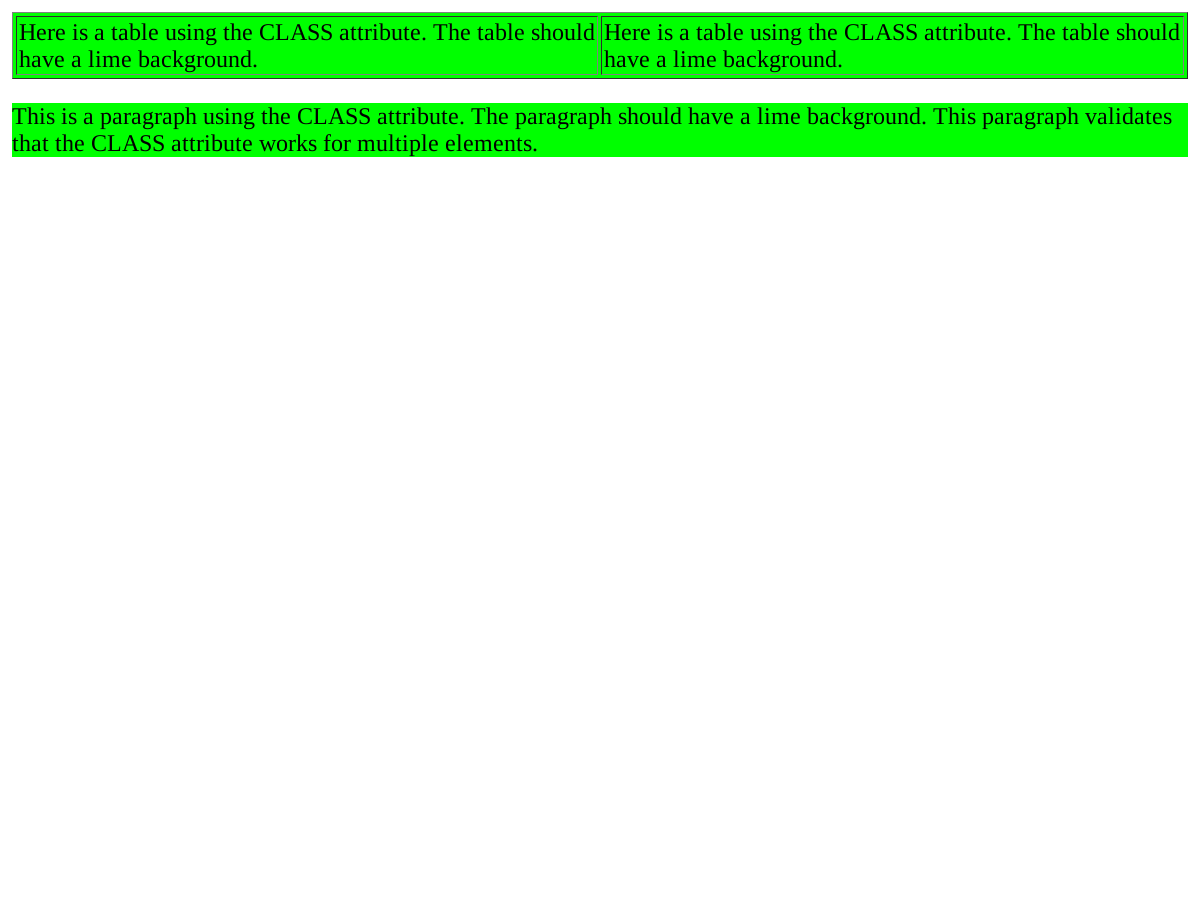 Here is a table using the CLASS attribute. The table should
have a lime background.
Here is a table using the CLASS attribute. The table should
have a lime background.
This is a paragraph using the CLASS attribute. The paragraph should have a lime background. This paragraph validates
that the CLASS attribute works for multiple elements.